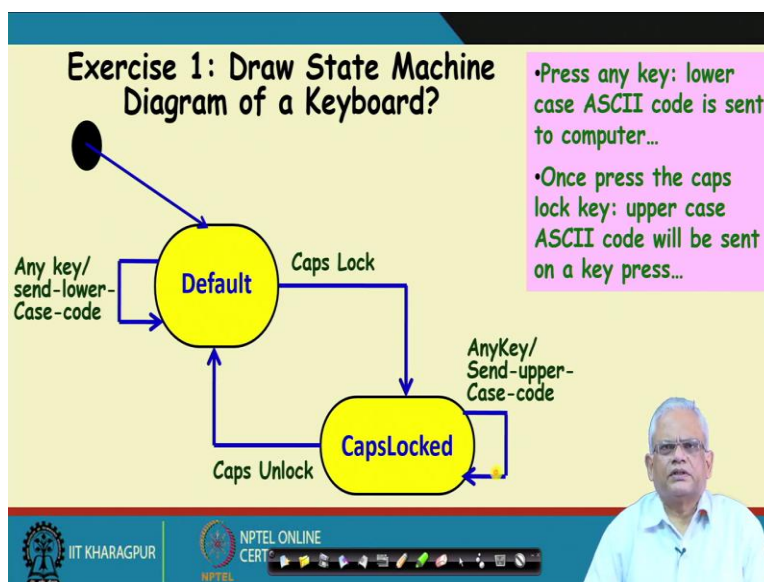 Exercise 1: Draw State Machine
Diagram of a Keyboard?
•Press any key: lower
case ASCII code is sent
to computer...
•Once press the caps
lock key: upper case
ASCII code will be sent
on a key press...
Any key/
send-lower-
Case-code
Default
Caps Lock
AnyKey/
Send-upper-
Case-code
CapsLocked
Caps Unlock
IIT KHARAGPUR
NPTEL
NPTEL ONLINE
CERT